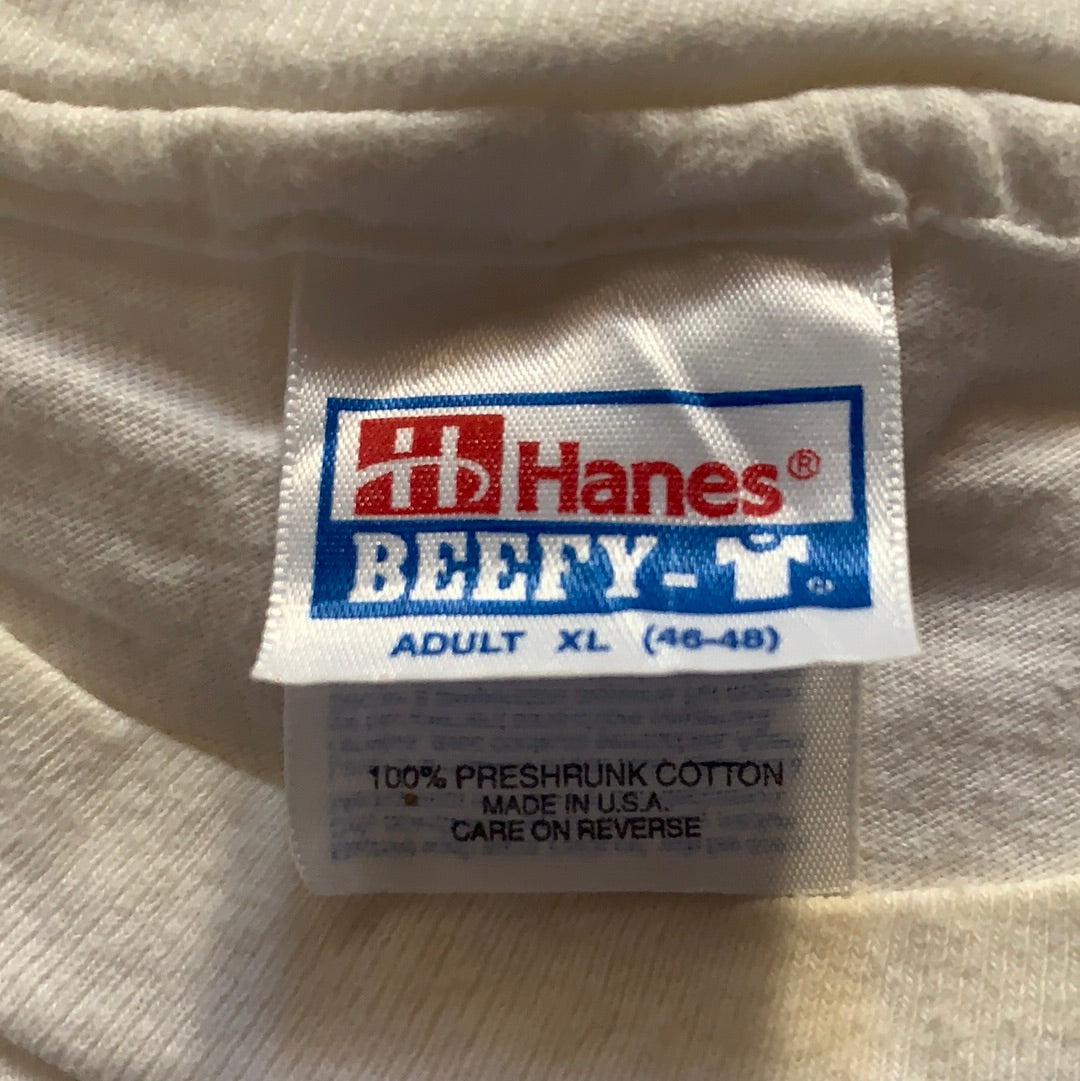 Hanes®
BEEFY-
ADULT XL (46-48)
100% PRESHRUNK COTTON
MADE IN U.S.A.
CARE ON REVERSE